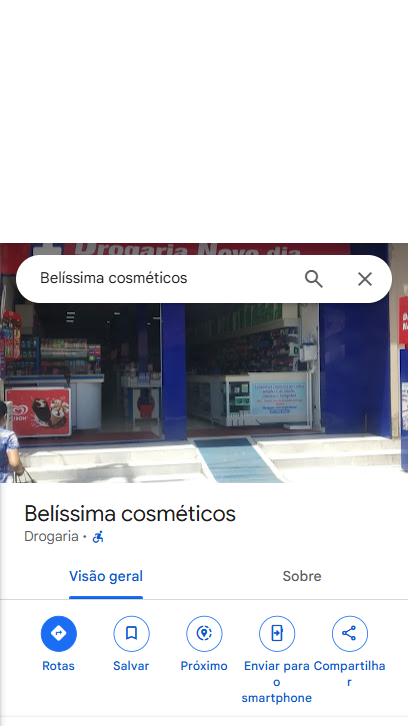 Drogaria Novo dia
Belíssima cosméticos
Belíssima cosméticos
Drogaria •
Visão geral
Sobre
Rotas
Salvar
Próximo
Enviar para o smartphone
Compartilhar